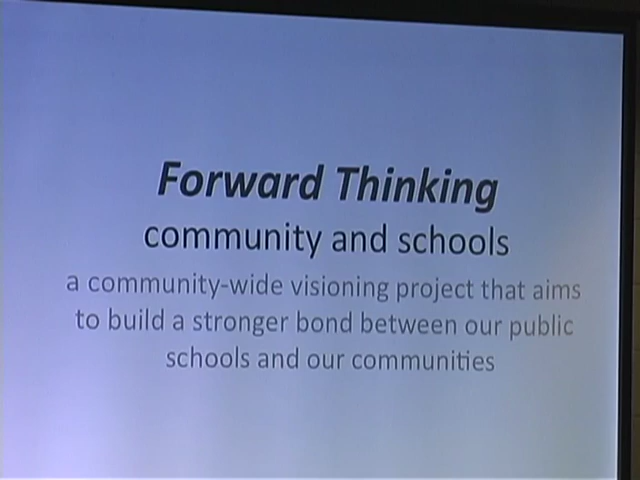 Forward Thinking
community and schools
a community-wide visioning project that aims
to build a stronger bond between our public
schools and our communities